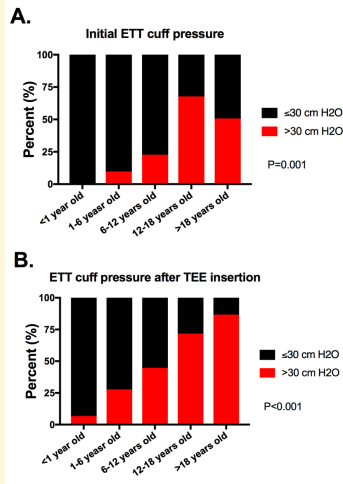 A.
Initial ETT cuff pressure
Percent (%)
100
75
50
25
0
<1 year old
1-6 years old
6-12 years old
12-18 years old
>18 years old
≤30 cm H2O
>30 cm H2O
P=0.001
B.
ETT cuff pressure after TEE insertion
Percent (%)
100
75
50
25
0
<1 year old
1-6 years old
6-12 years old
12-18 years old
>18 years old
≤30 cm H2O
>30 cm H2O
P<0.001